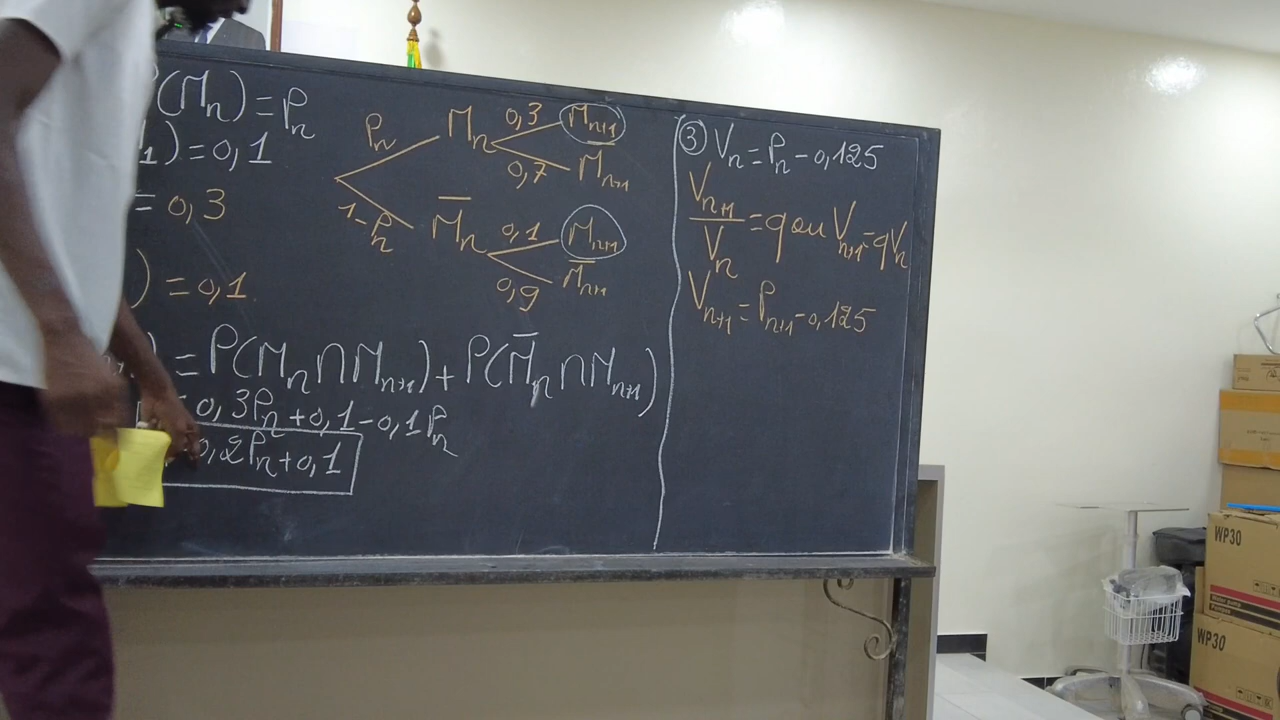 (Mₙ) = Pₙ
₁) = 0,1
= 0,3
) = 0,1
= P(Mₙ∩Mₙ₊₁) + P(M̅ₙ∩Mₙ₊₁)
0,3Pₙ + 0,1 - 0,1Pₙ
0,2Pₙ + 0,1
Pₙ Mₙ 0,3 Mₙ₊₁
0,7 M̅ₙ₊₁
1-Pₙ M̅ₙ 0,1 Mₙ₊₁
0,9 M̅ₙ₊₁
③ Vₙ = Pₙ - 0,125
Vₙ₊₁/Vₙ = q ou Vₙ₊₁ = qVₙ
Vₙ₊₁ = Pₙ₊₁ - 0,125
WP30
WP30